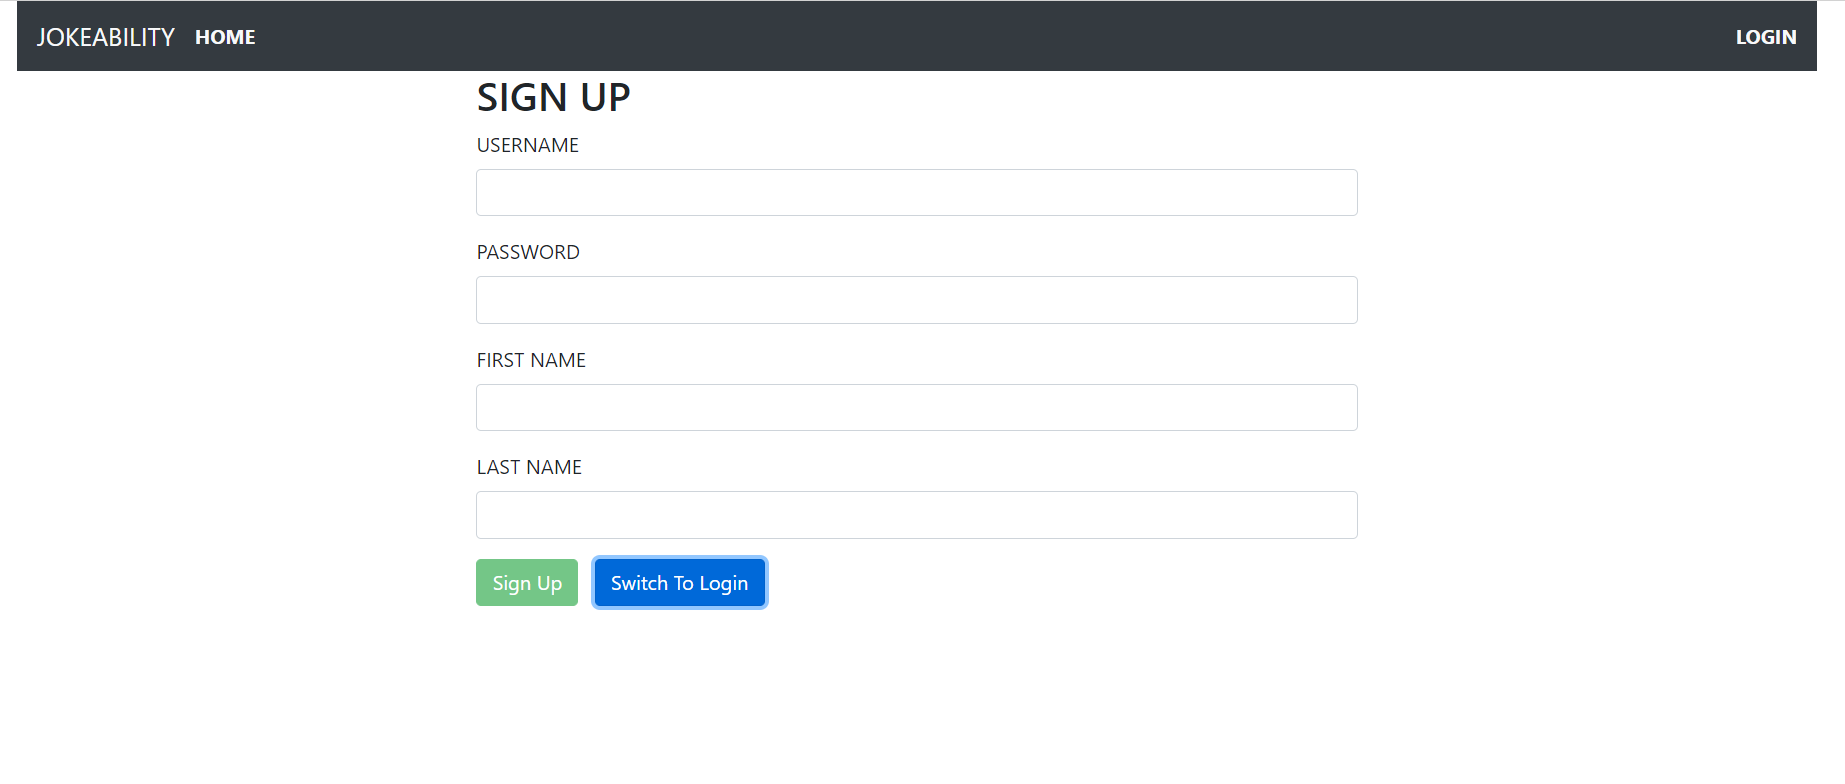 JOKEABILITY HOME LOGIN
SIGN UP
USERNAME
PASSWORD
FIRST NAME
LAST NAME
Sign Up Switch To Login